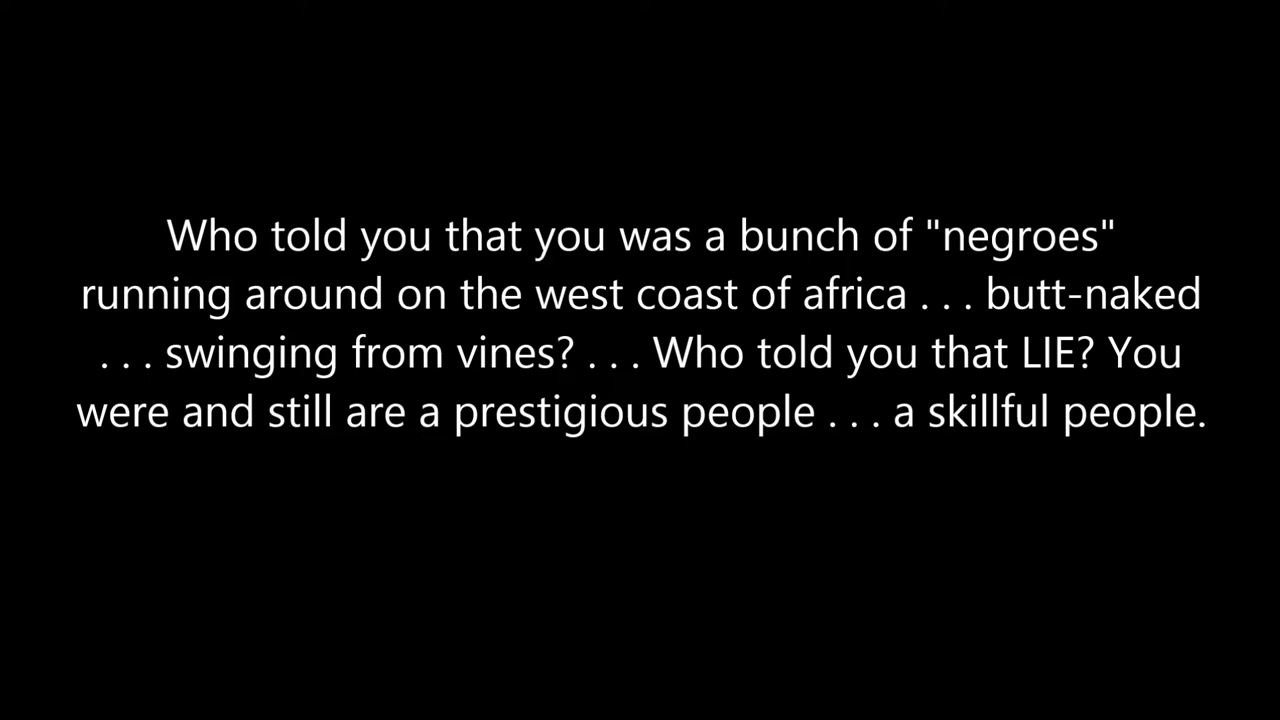 Who told you that you was a bunch of "negroes"
running around on the west coast of africa . . . butt-naked
. . . swinging from vines? . . . Who told you that LIE? You
were and still are a prestigious people . . . a skillful people.